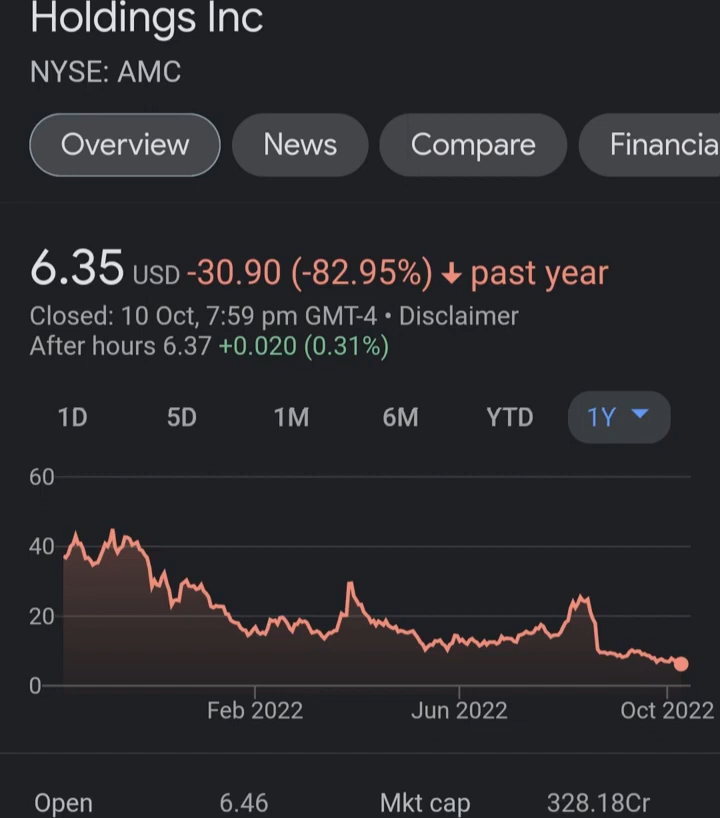 Holdings Inc
NYSE: AMC
Overview News Compare Financia
6.35 USD -30.90 (-82.95%) ↓ past year
Closed: 10 Oct, 7:59 pm GMT-4 • Disclaimer
After hours 6.37 +0.020 (0.31%)
1D 5D 1M 6M YTD 1Y
60
40
20
0
Feb 2022 Jun 2022 Oct 2022
Open 6.46 Mkt cap 328.18Cr